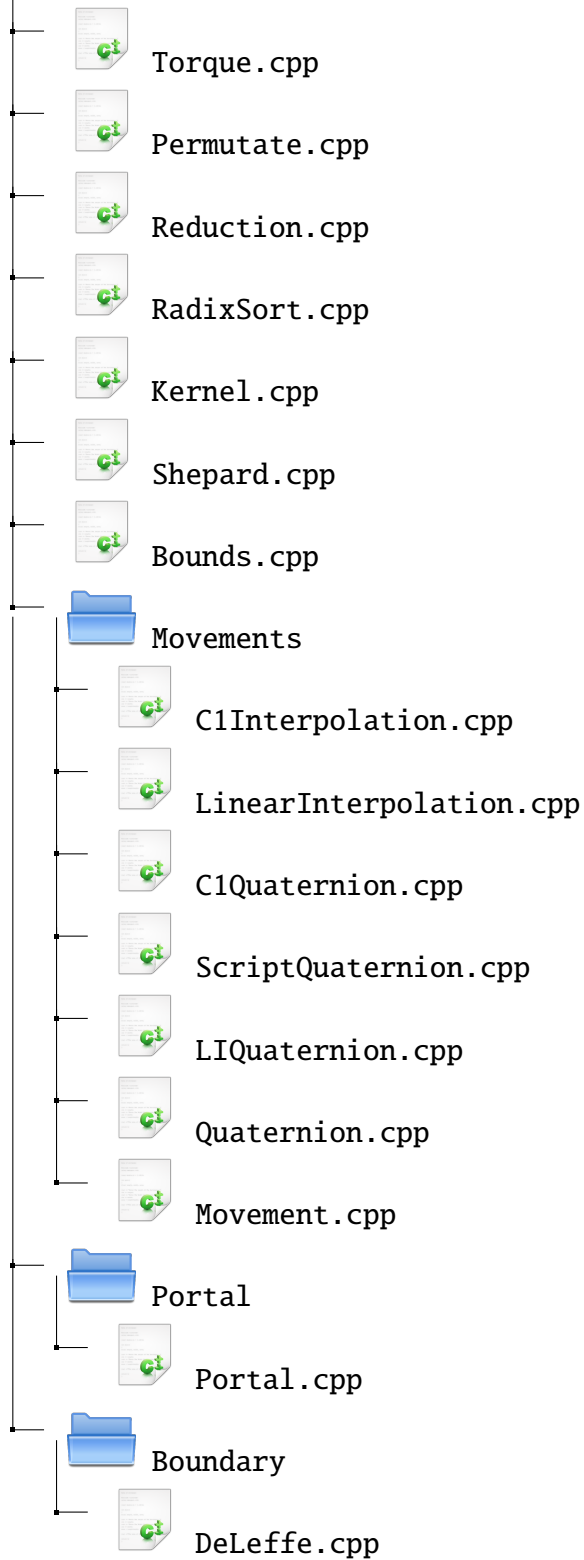 Torque.cpp
Permutate.cpp
Reduction.cpp
RadixSort.cpp
Kernel.cpp
Shepard.cpp
Bounds.cpp
Movements
C1Interpolation.cpp
LinearInterpolation.cpp
C1Quaternion.cpp
ScriptQuaternion.cpp
LIQuaternion.cpp
Quaternion.cpp
Movement.cpp
Portal
Portal.cpp
Boundary
DeLeffe.cpp